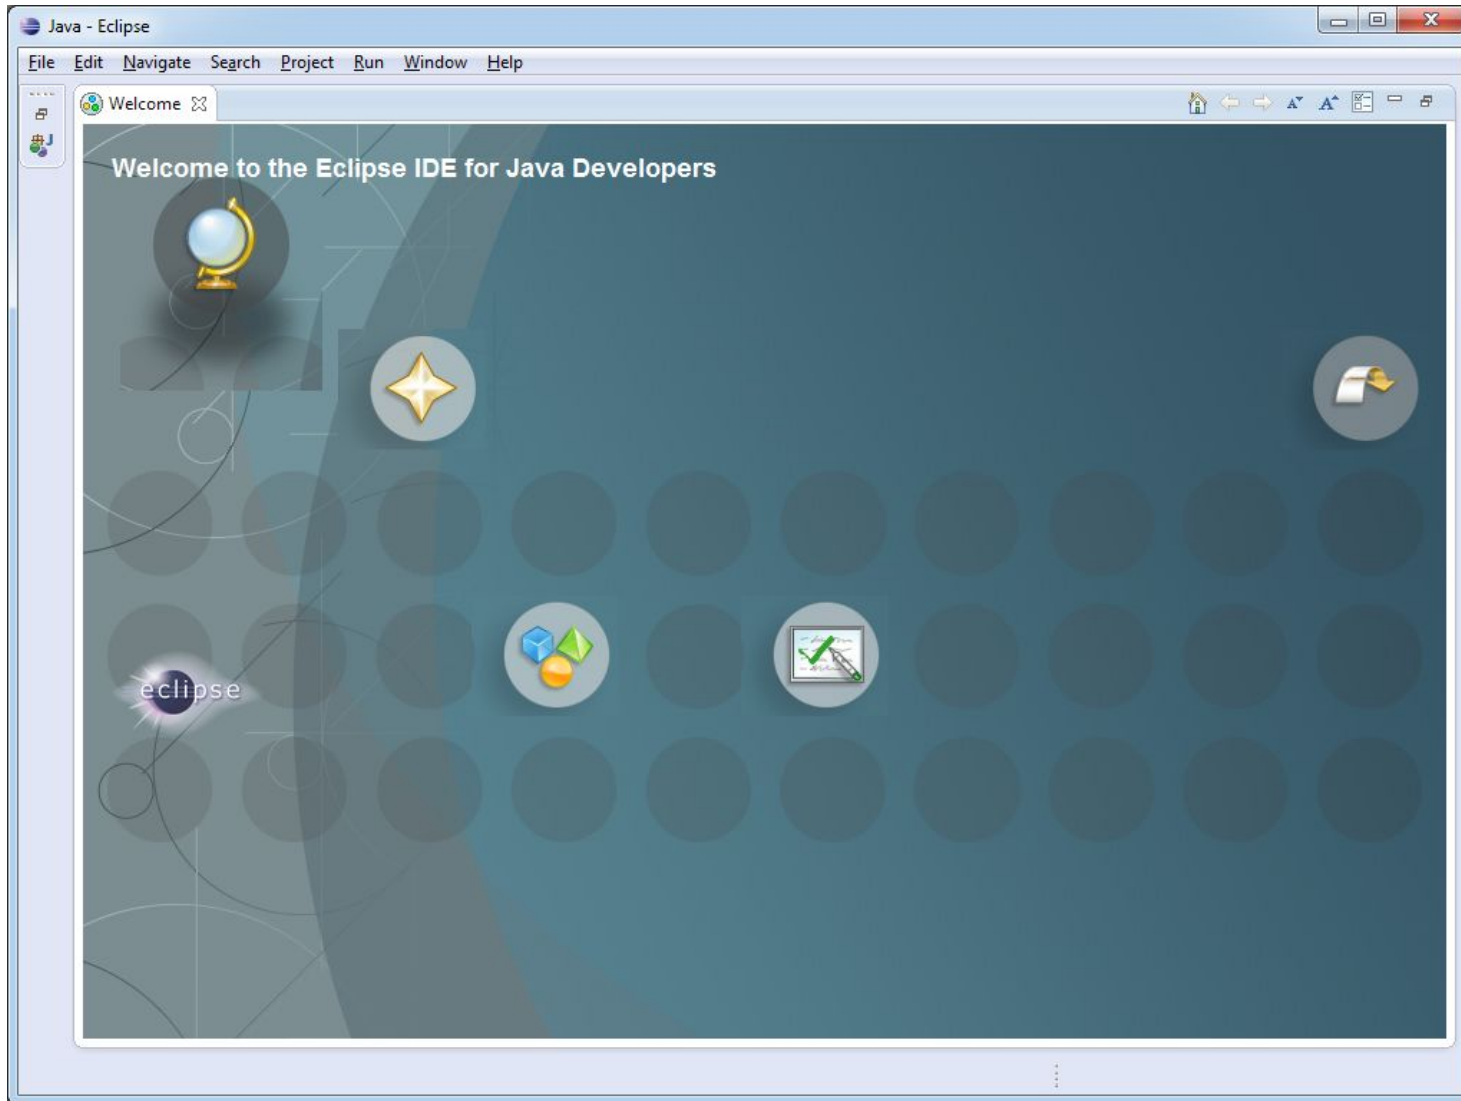 Java - Eclipse
File Edit Navigate Search Project Run Window Help
Welcome
Welcome to the Eclipse IDE for Java Developers
eclipse